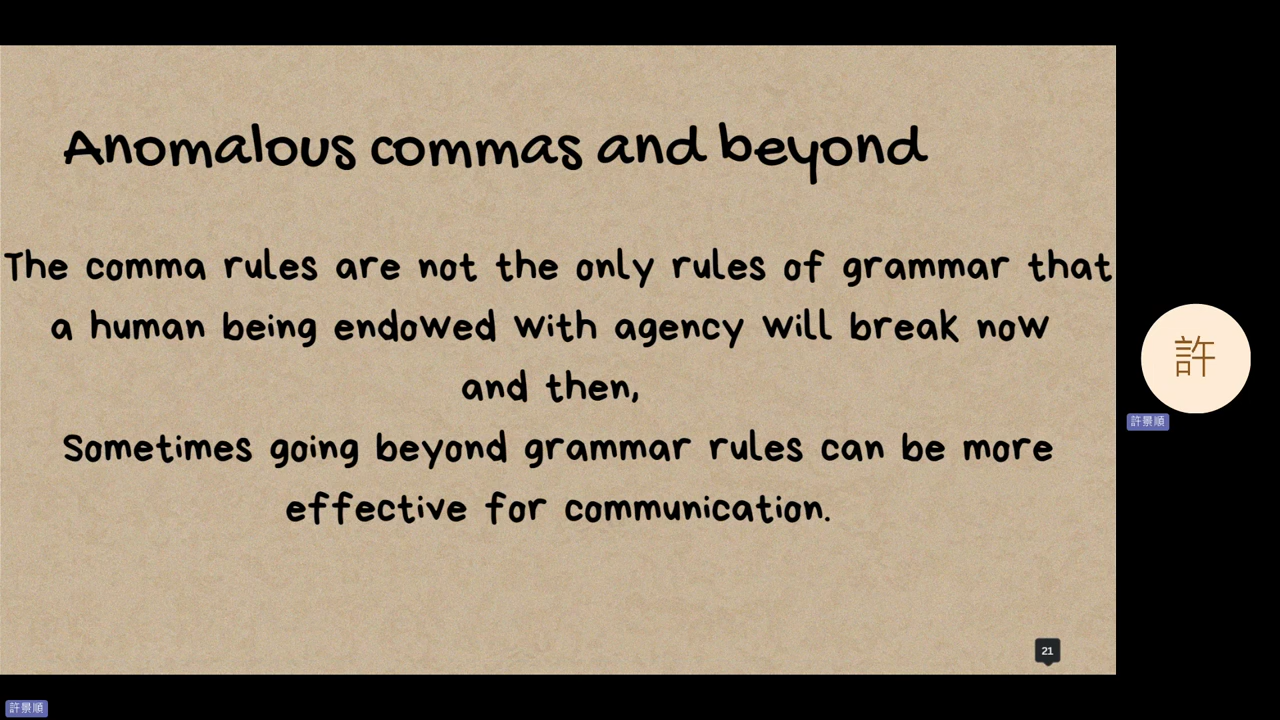 Anomalous commas and beyond
The comma rules are not the only rules of grammar that
a human being endowed with agency will break now
and then,
Sometimes going beyond grammar rules can be more
effective for communication.
21
許
許景順
許景順